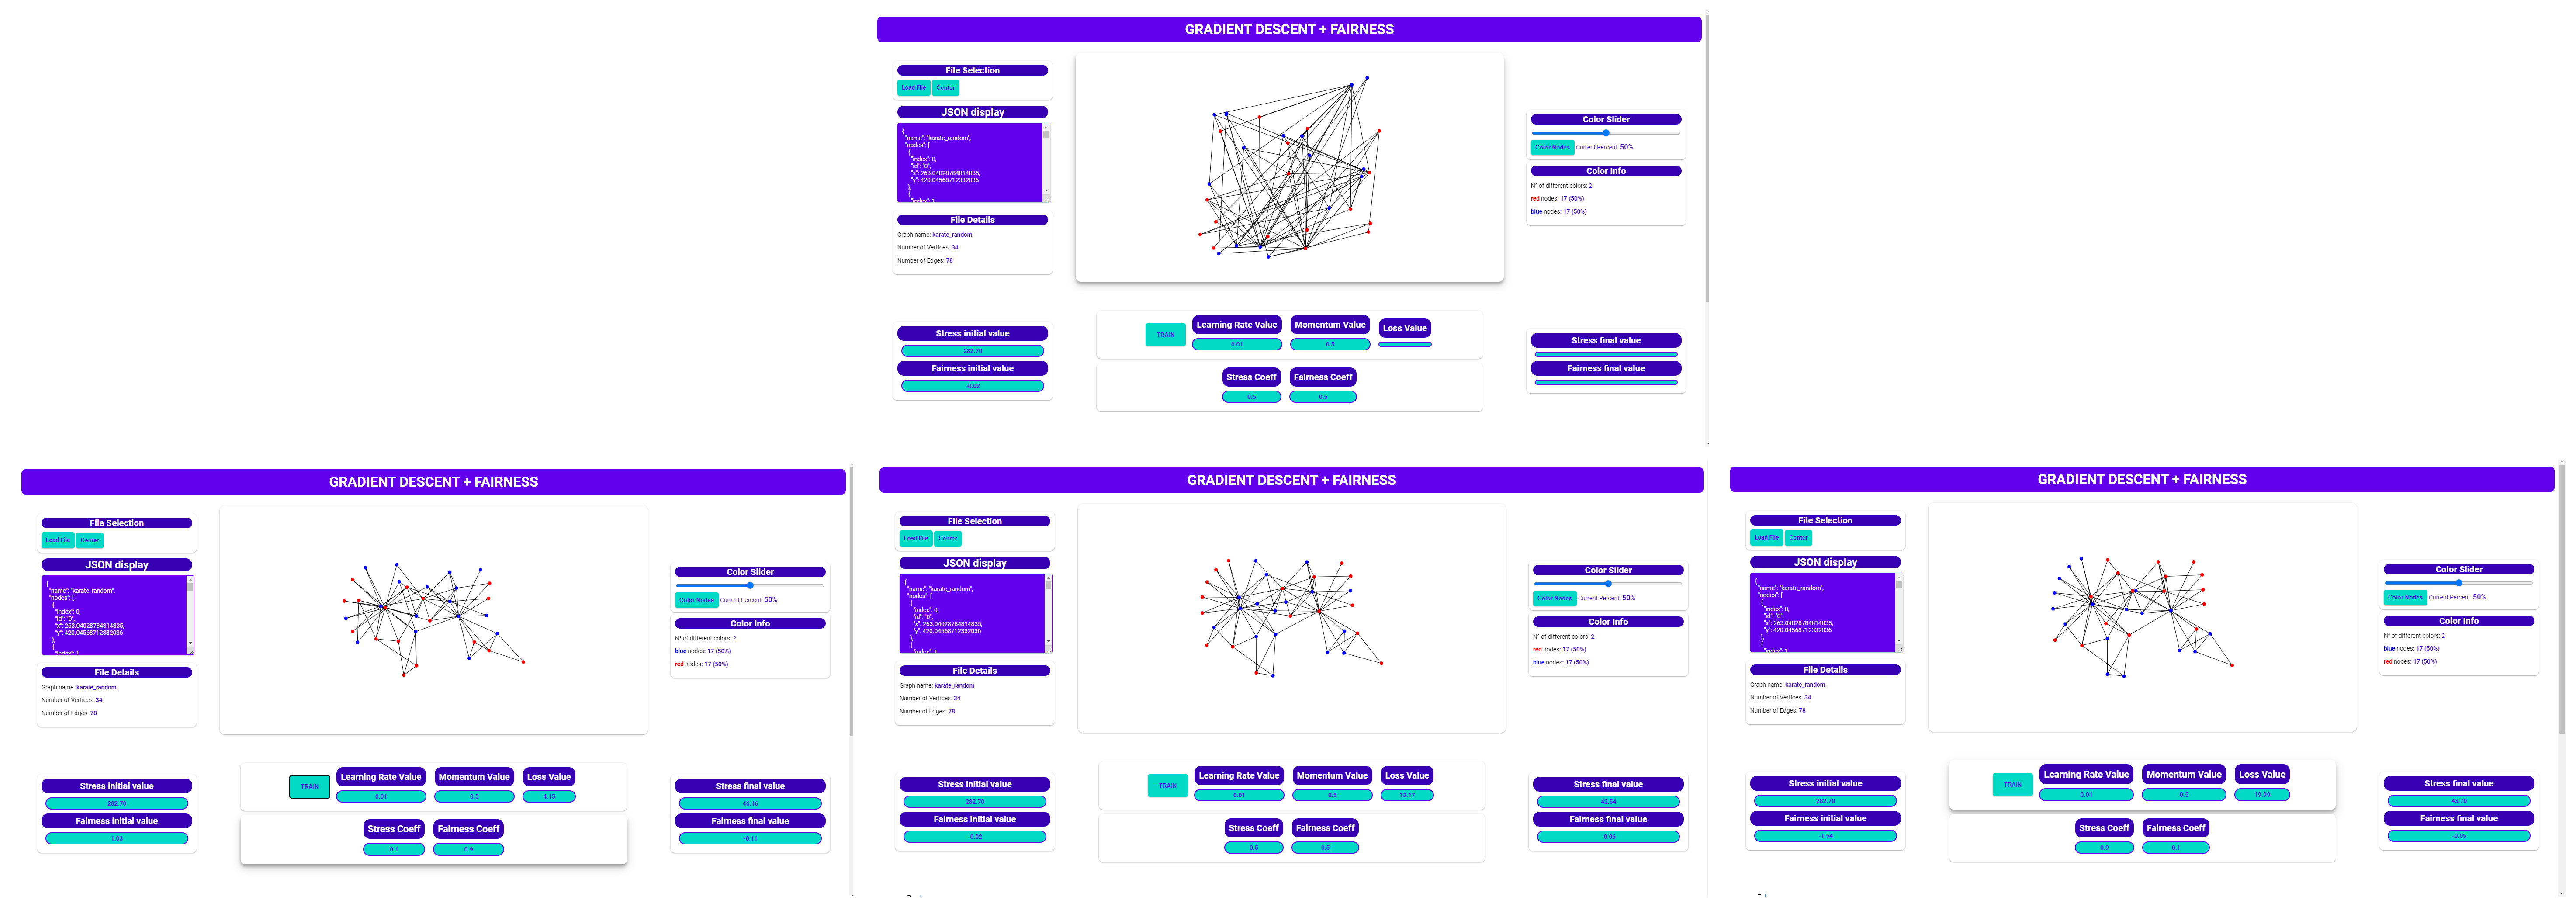 GRADIENT DESCENT + FAIRNESS
File Selection
Load File Center
JSON display
{
"name": "karate_random",
"nodes": [
{
"index": 0,
"id": "0",
"x": 263.04028784814835,
"y": 420.04568712332036
},
{
"index": 1,
File Details
Graph name: karate_random
Number of Vertices: 34
Number of Edges: 78
Color Slider
Color Nodes Current Percent: 50%
Color Info
N° of different colors: 2
red nodes: 17 (50%)
blue nodes: 17 (50%)
Stress initial value
282.70
Fairness initial value
-0.02
TRAIN
Learning Rate Value Momentum Value Loss Value
0.01 0.5
Stress Coeff Fairness Coeff
0.5 0.5
Stress final value
Fairness final value
GRADIENT DESCENT + FAIRNESS
File Selection
Load File Center
JSON display
{
"name": "karate_random",
"nodes": [
{
"index": 0,
"id": "0",
"x": 263.04028784814835,
"y": 420.04568712332036
},
{
"index": 1,
File Details
Graph name: karate_random
Number of Vertices: 34
Number of Edges: 78
Color Slider
Color Nodes Current Percent: 50%
Color Info
N° of different colors: 2
blue nodes: 17 (50%)
red nodes: 17 (50%)
Stress initial value
282.70
Fairness initial value
1.03
TRAIN
Learning Rate Value Momentum Value Loss Value
0.01 0.5 4.15
Stress Coeff Fairness Coeff
0.1 0.9
Stress final value
46.16
Fairness final value
-0.11
GRADIENT DESCENT + FAIRNESS
File Selection
Load File Center
JSON display
{
"name": "karate_random",
"nodes": [
{
"index": 0,
"id": "0",
"x": 263.04028784814835,
"y": 420.04568712332036
},
{
"index": 1,
File Details
Graph name: karate_random
Number of Vertices: 34
Number of Edges: 78
Color Slider
Color Nodes Current Percent: 50%
Color Info
N° of different colors: 2
red nodes: 17 (50%)
blue nodes: 17 (50%)
Stress initial value
282.70
Fairness initial value
-0.02
TRAIN
Learning Rate Value Momentum Value Loss Value
0.01 0.5 12.17
Stress Coeff Fairness Coeff
0.5 0.5
Stress final value
42.54
Fairness final value
-0.06
GRADIENT DESCENT + FAIRNESS
File Selection
Load File Center
JSON display
{
"name": "karate_random",
"nodes": [
{
"index": 0,
"id": "0",
"x": 263.04028784814835,
"y": 420.04568712332036
},
{
"index": 1,
File Details
Graph name: karate_random
Number of Vertices: 34
Number of Edges: 78
Color Slider
Color Nodes Current Percent: 50%
Color Info
N° of different colors: 2
blue nodes: 17 (50%)
red nodes: 17 (50%)
Stress initial value
282.70
Fairness initial value
-1.54
TRAIN
Learning Rate Value Momentum Value Loss Value
0.01 0.5 19.99
Stress Coeff Fairness Coeff
0.9 0.1
Stress final value
43.70
Fairness final value
-0.05